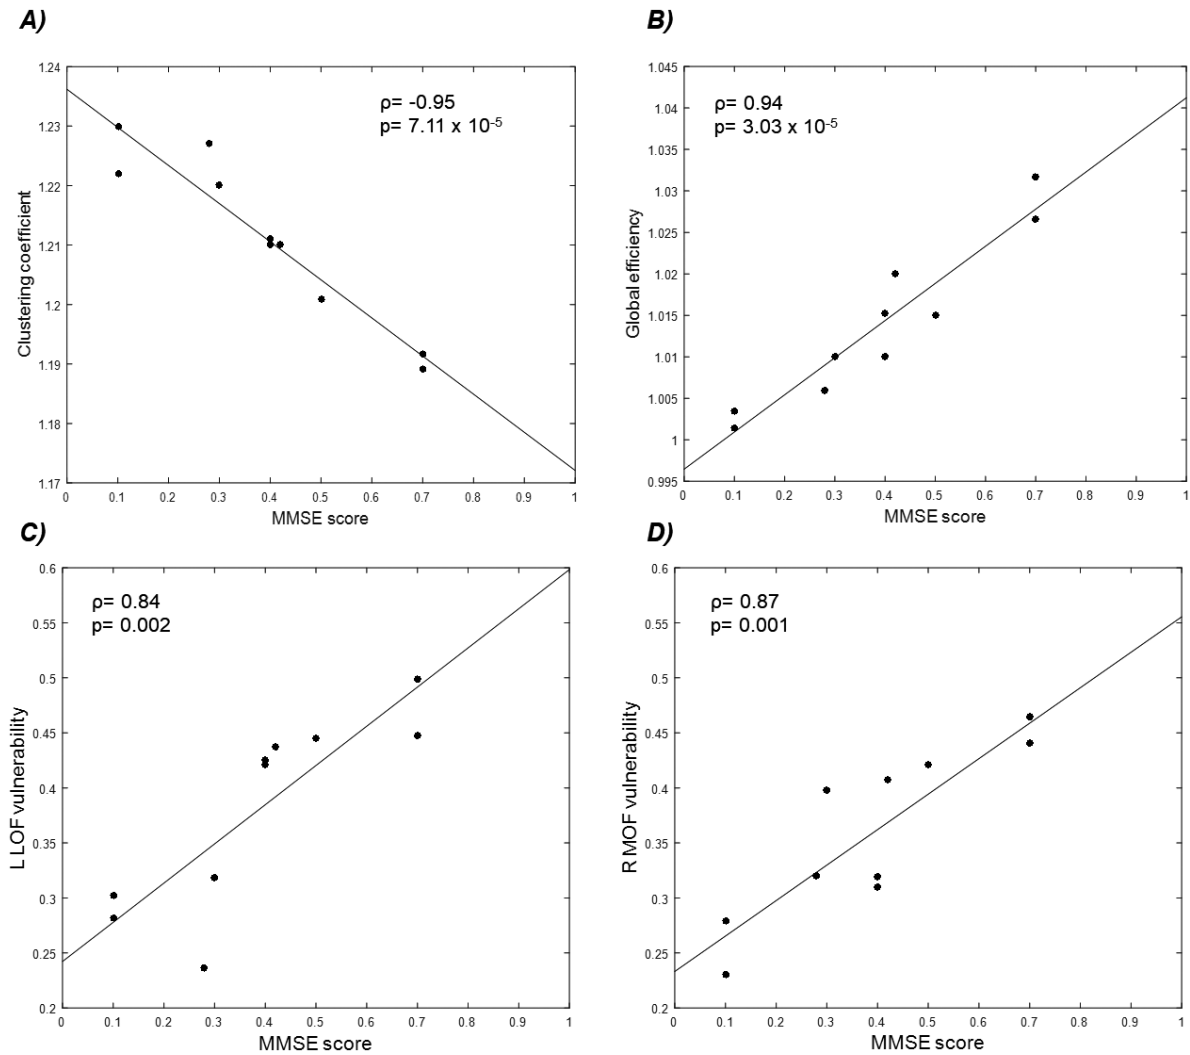 A)
ρ= -0.95
p= 7.11 x 10-5
1.24
1.23
1.22
1.21
1.2
1.19
1.18
1.17
Clustering coefficient
0 0.1 0.2 0.3 0.4 0.5 0.6 0.7 0.8 0.9 1
MMSE score
B)
ρ= 0.94
p= 3.03 x 10-5
1.045
1.04
1.035
1.03
1.025
1.02
1.015
1.01
1.005
1
0.995
Global efficiency
0 0.1 0.2 0.3 0.4 0.5 0.6 0.7 0.8 0.9 1
MMSE score
C)
ρ= 0.84
p= 0.002
0.6
0.55
0.5
0.45
0.4
0.35
0.3
0.25
0.2
L LOF vulnerability
0 0.1 0.2 0.3 0.4 0.5 0.6 0.7 0.8 0.9 1
MMSE score
D)
ρ= 0.87
p= 0.001
0.6
0.55
0.5
0.45
0.4
0.35
0.3
0.25
0.2
R MOF vulnerability
0 0.1 0.2 0.3 0.4 0.5 0.6 0.7 0.8 0.9 1
MMSE score